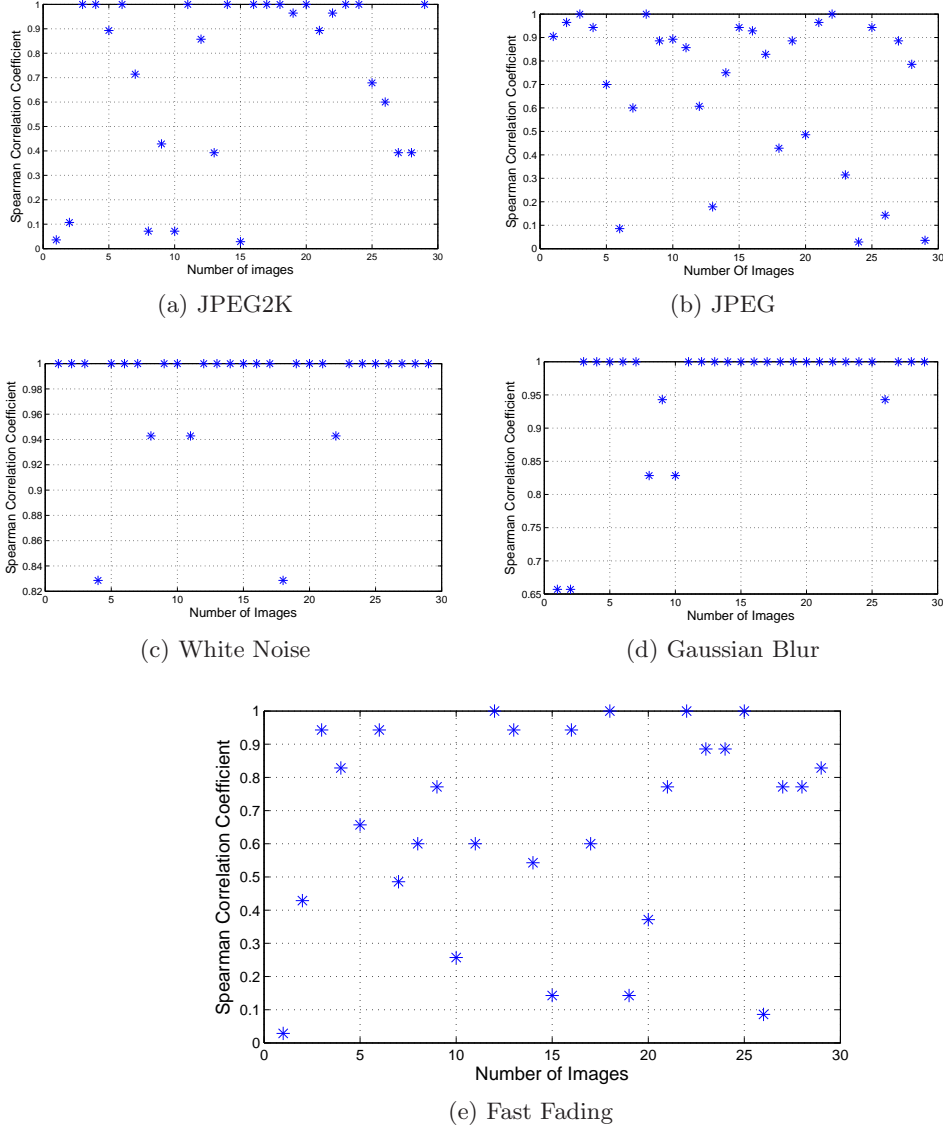 1
0.9
0.8
0.7
0.6
0.5
0.4
0.3
0.2
0.1
0
Spearman Correlation Coefficient
0 5 10 15 20 25 30
Number of images
(a) JPEG2K
1
0.9
0.8
0.7
0.6
0.5
0.4
0.3
0.2
0.1
0
Spearman Correlation Coefficient
0 5 10 15 20 25 30
Number Of Images
(b) JPEG
1
0.98
0.96
0.94
0.92
0.9
0.88
0.86
0.84
0.82
Spearman Correlation Coefficient
0 5 10 15 20 25 30
Number of Images
(c) White Noise
1
0.95
0.9
0.85
0.8
0.75
0.7
0.65
Spearman Correlation Coefficient
0 5 10 15 20 25 30
Number of Images
(d) Gaussian Blur
1
0.9
0.8
0.7
0.6
0.5
0.4
0.3
0.2
0.1
0
Spearman Correlation Coefficient
0 5 10 15 20 25 30
Number of Images
(e) Fast Fading